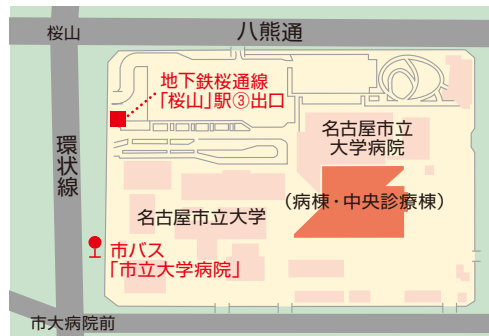 桜山
八熊通
地下鉄桜通線
「桜山」駅③出口
名古屋市立
大学病院
環状線
(病棟・中央診療棟)
名古屋市立大学
市バス
「市立大学病院」
市大病院前